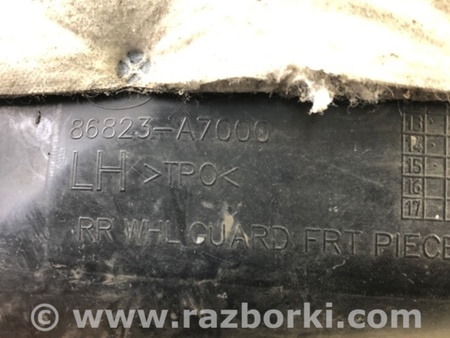 86823-A7000
LH >TPO<
RR WHL GUARD FRT PIECE
13
14
15
16
17
© www.razborki.com